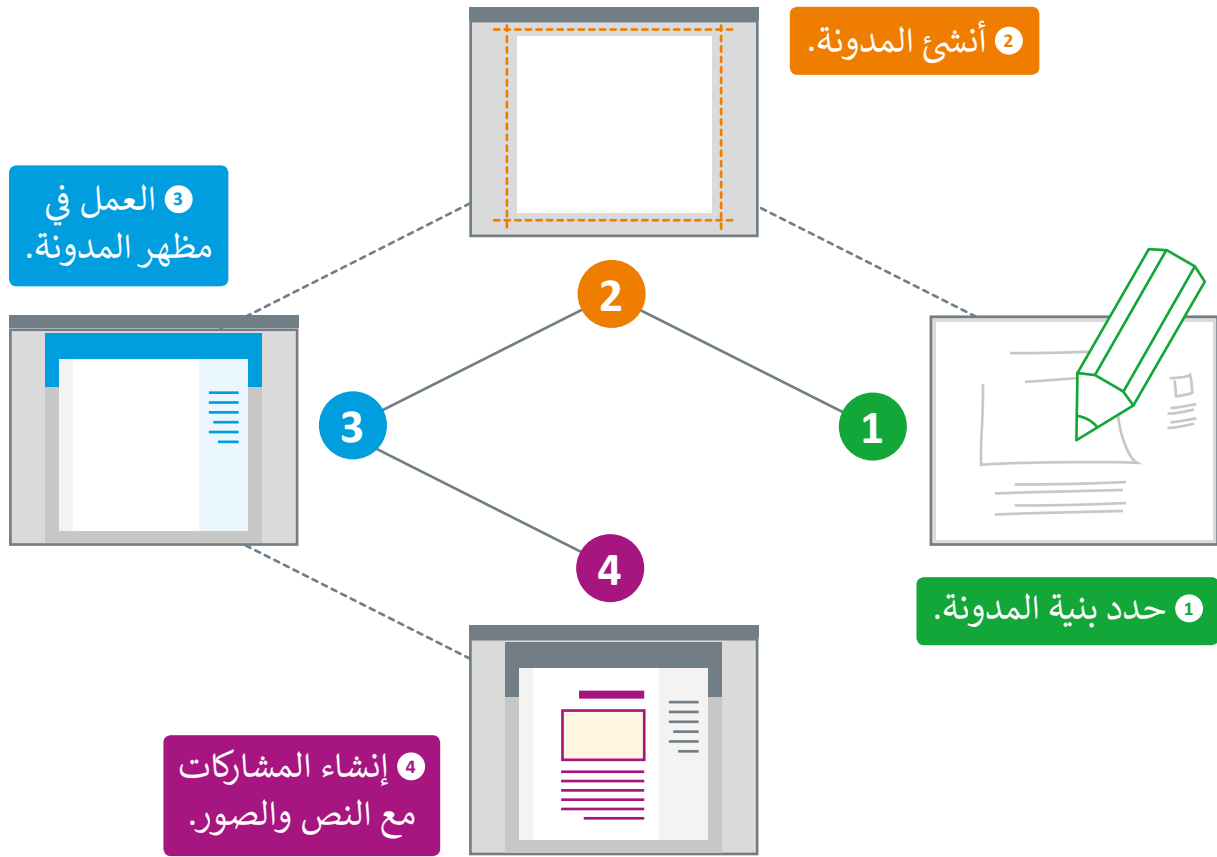 2 أنشئ المدونة.
3 العمل في
مظهر المدونة.
2
3
1
4
1 حدد بنية المدونة.
4 إنشاء المشاركات
مع النص والصور.